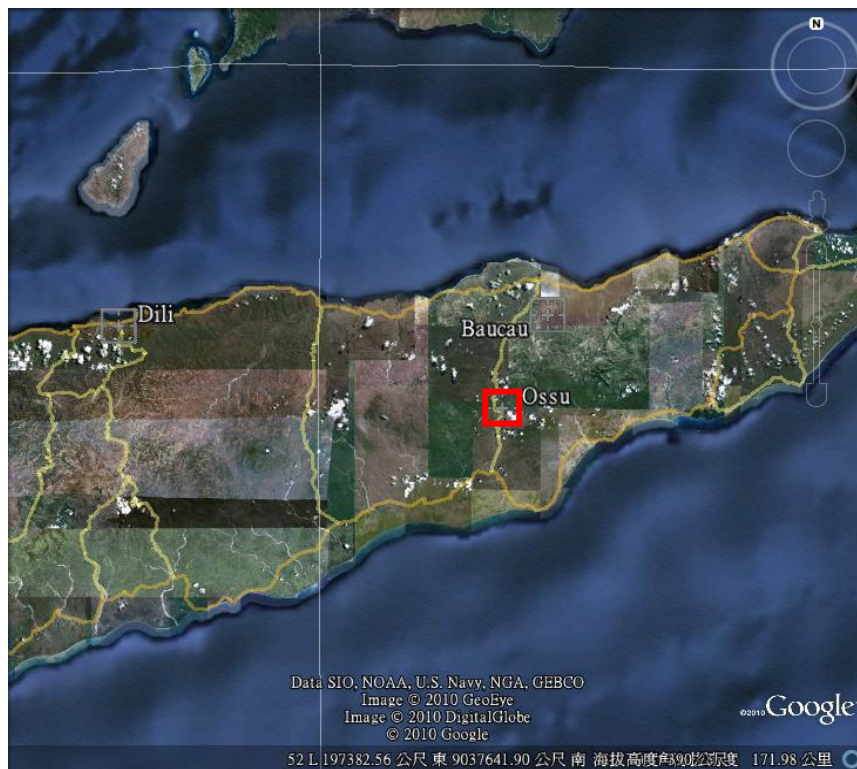 N
Dili
Baucau
Ossu
Data SIO, NOAA, U.S. Navy, NGA, GEBCO
Image © 2010 GeoEye
Image © 2010 DigitalGlobe
© 2010 Google
©2010 Google
52 L 197382.56 公尺 東 9037641.90 公尺 南 海拔高度 171.98 公里